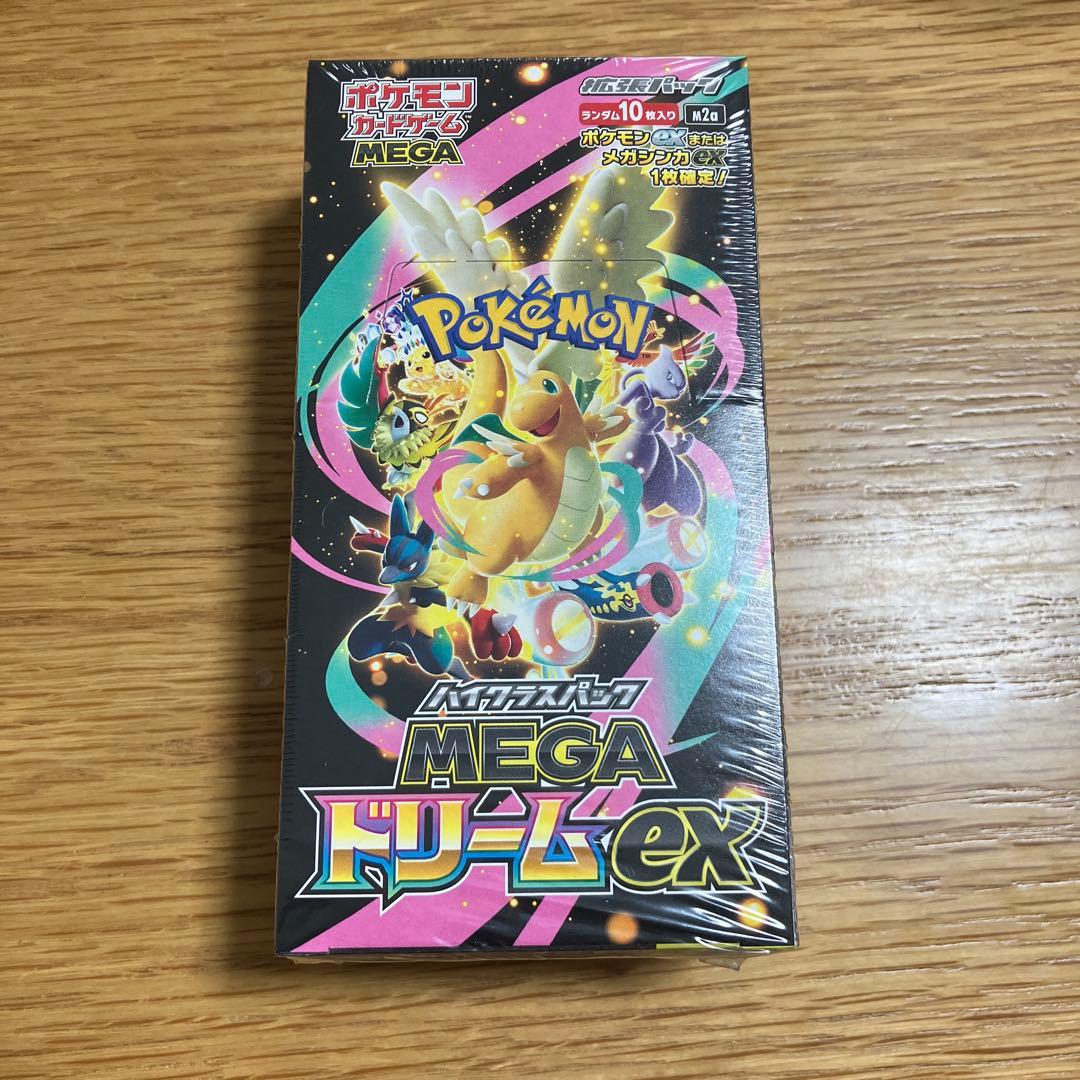 ポケモン
カードゲーム™
MEGA
拡張パック
ランダム10枚入り
M2a
ポケモンexまたは
メガシンカex
1枚確定!
POKéMON™
ハイクラスパック
MEGA
ドリームex